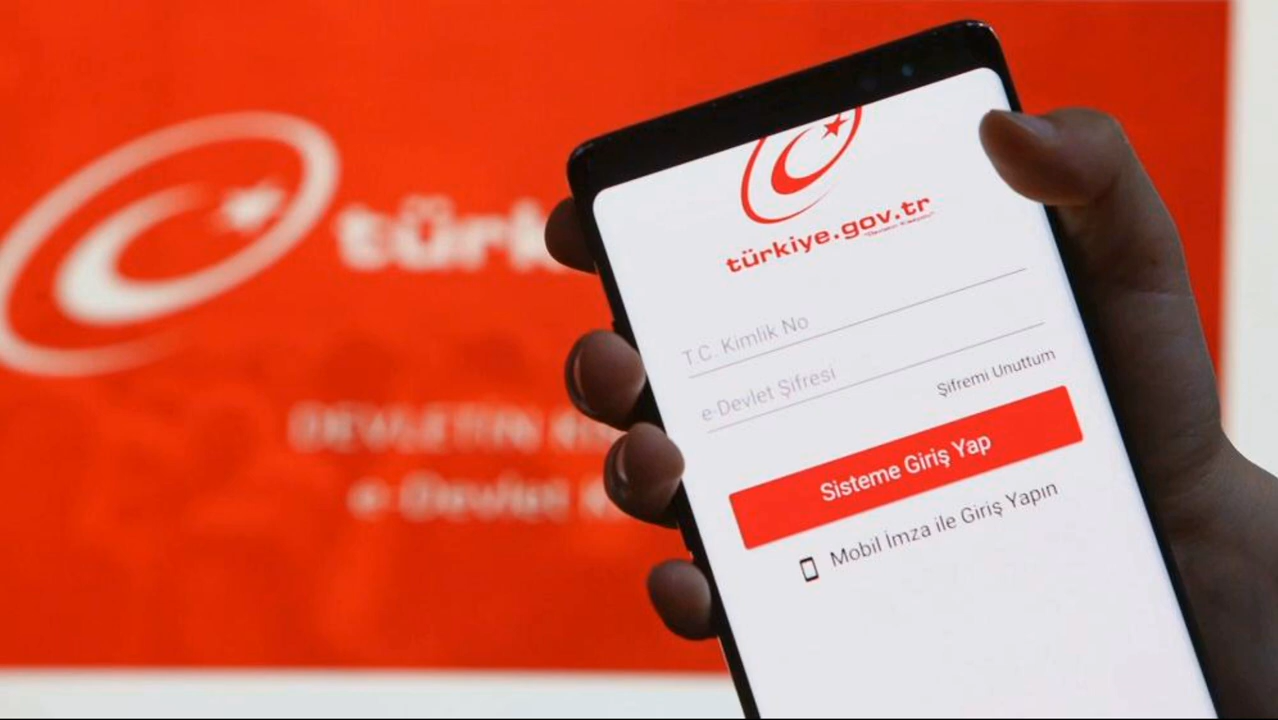 türk
DEVLETİN K
e-Devlet K
türkiye.gov.tr
T.C. Kimlik No
e-Devlet Şifresi
Şifremi Unuttum
Sisteme Giriş Yap
Mobil İmza ile Giriş Yapın